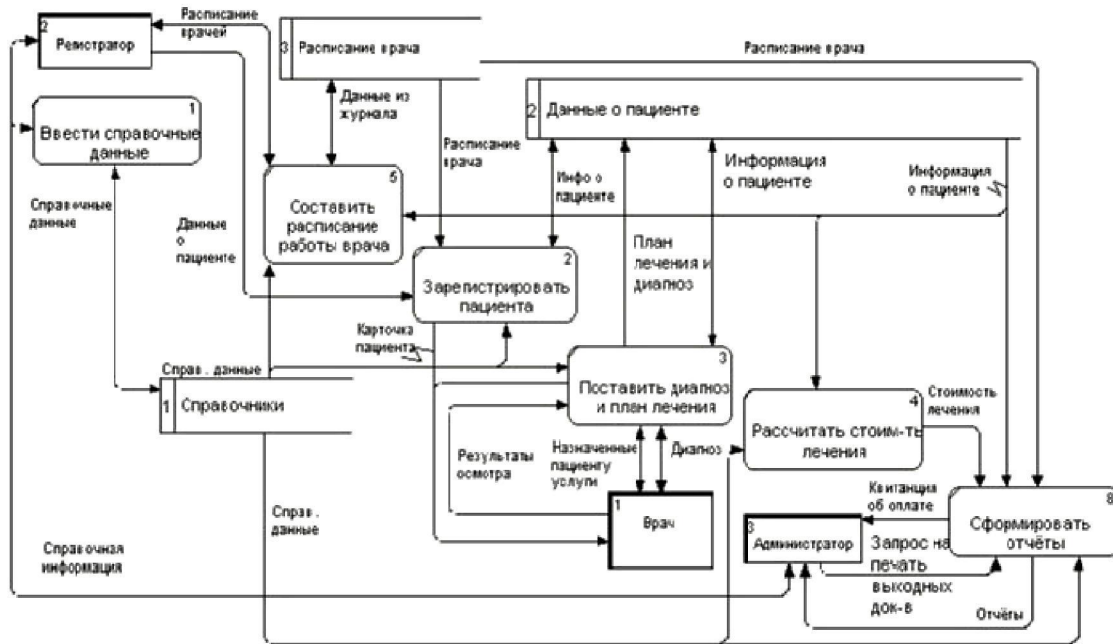 Расписание
врачей
2
Регистратор
3
Расписание врача
Расписание врача
1
Ввести справочные
данные
Данные из
журнала
2
Данные о пациенте
Расписание
врача
Инфо о
пациенте
Информация
о пациенте
Информация
о пациенте
Справочные
данные
5
Составить
расписание
работы врача
Данные
о
пациенте
План
лечения и
диагноз
2
Зарегистрировать
пациента
Карточка
пациента
3
Поставить диагноз
и план лечения
Справ. данные
1
Справочники
4
Рассчитать стоим-ть
лечения
Стоимость
лечения
Результаты
осмотра
Назначенные
пациенту
услуги
Диагноз
Справ.
данные
1
Врач
Квитанция
об оплате
8
Сформировать
отчёты
3
Администратор
Запрос на
печать
выходных
док-в
Справочная
информация
Отчёты